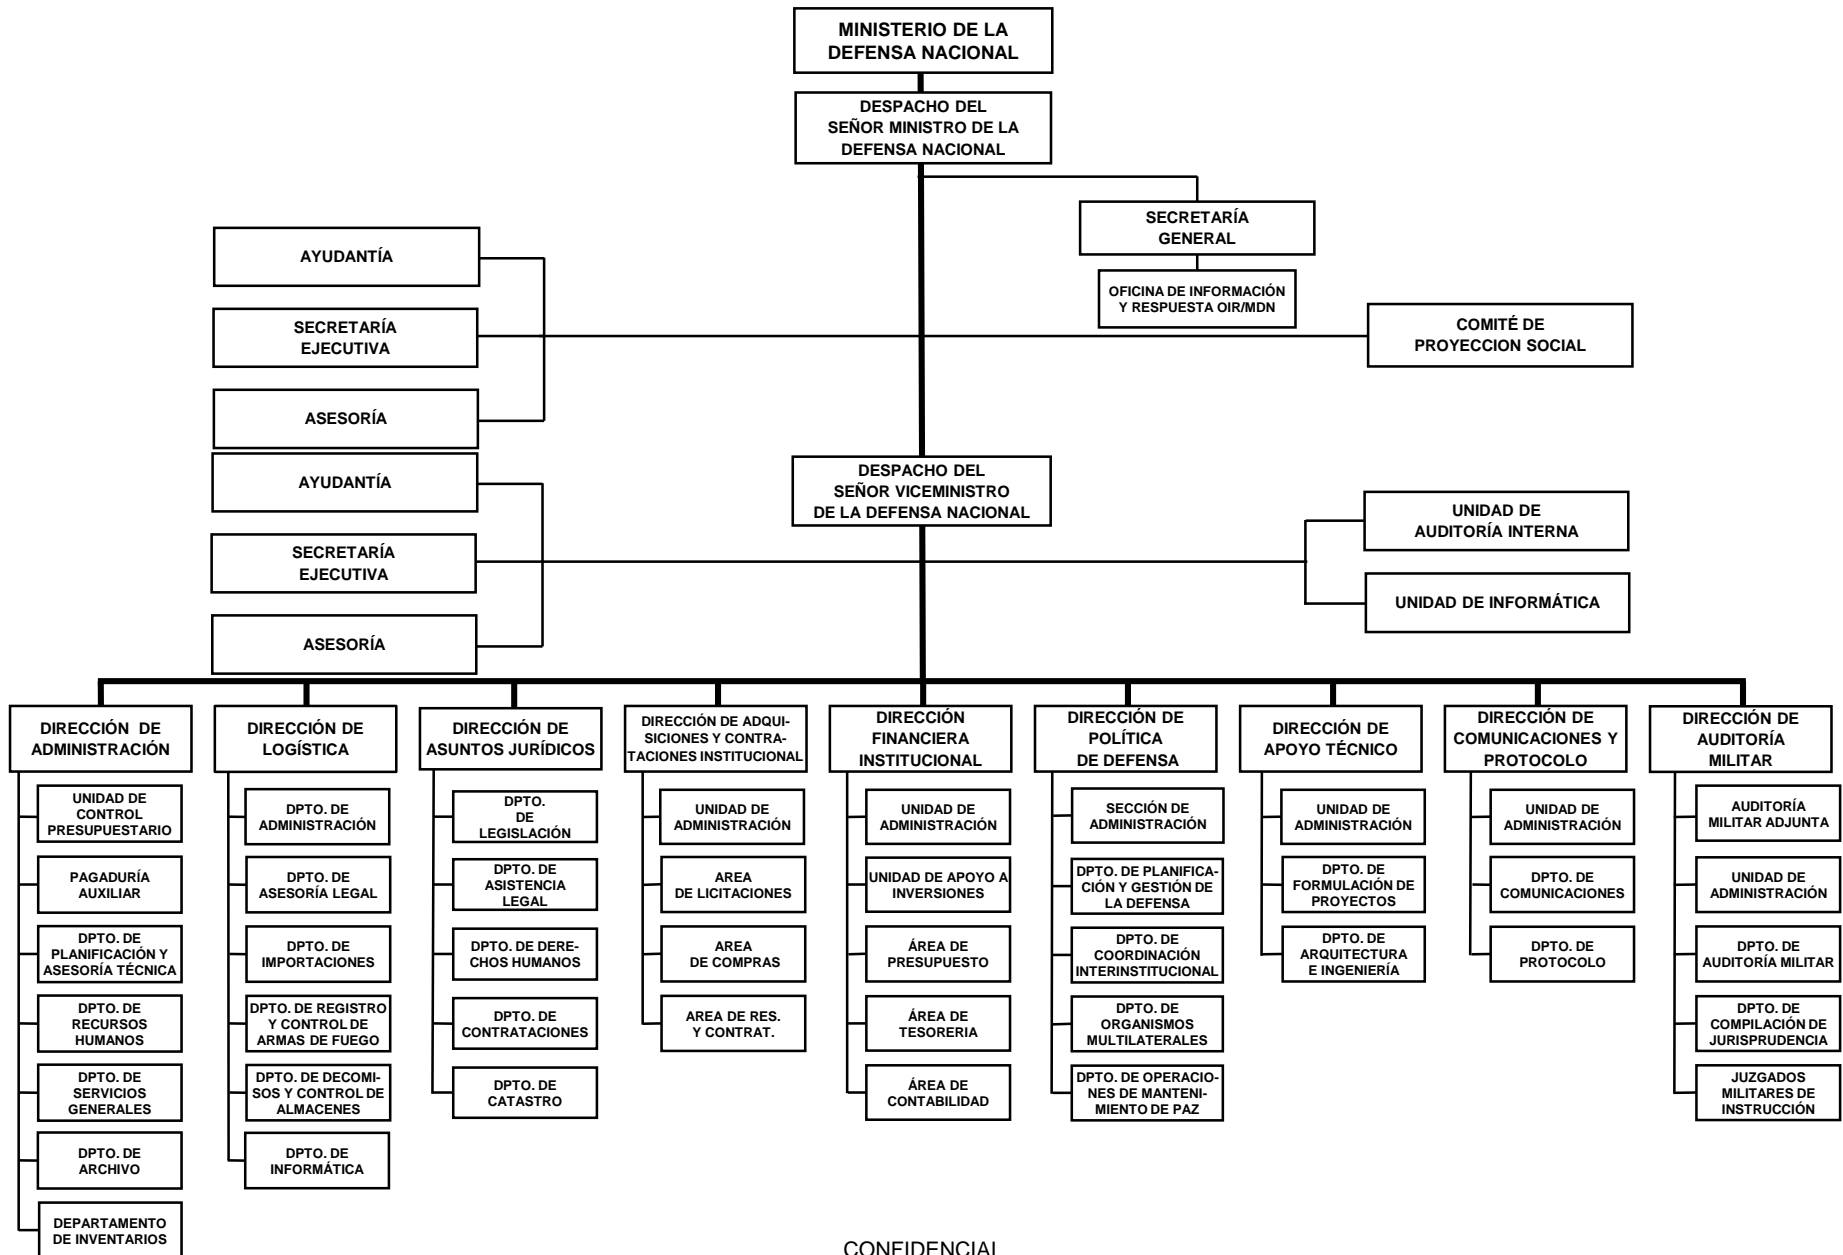 MINISTERIO DE LA
DEFENSA NACIONAL
DESPACHO DEL
SEÑOR MINISTRO DE LA
DEFENSA NACIONAL
SECRETARÍA
GENERAL
OFICINA DE INFORMACIÓN
Y RESPUESTA OIR/MDN
AYUDANTÍA
SECRETARÍA
EJECUTIVA
ASESORÍA
COMITÉ DE
PROYECCION SOCIAL
DESPACHO DEL
SEÑOR VICEMINISTRO
DE LA DEFENSA NACIONAL
AYUDANTÍA
SECRETARÍA
EJECUTIVA
ASESORÍA
UNIDAD DE
AUDITORÍA INTERNA
UNIDAD DE INFORMÁTICA
DIRECCIÓN DE
ADMINISTRACIÓN
UNIDAD DE
CONTROL
PRESUPUESTARIO
PAGADURÍA
AUXILIAR
DPTO. DE
PLANIFICACIÓN Y
ASESORÍA TÉCNICA
DPTO. DE
RECURSOS
HUMANOS
DPTO. DE
SERVICIOS
GENERALES
DPTO. DE
ARCHIVO
DEPARTAMENTO
DE INVENTARIOS
DIRECCIÓN DE
LOGÍSTICA
DPTO. DE
ADMINISTRACIÓN
DPTO. DE
ASESORÍA LEGAL
DPTO. DE
IMPORTACIONES
DPTO. DE REGISTRO
Y CONTROL DE
ARMAS DE FUEGO
DPTO. DE DECOMI-
SOS Y CONTROL DE
ALMACENES
DPTO. DE
INFORMÁTICA
DIRECCIÓN DE
ASUNTOS JURÍDICOS
DPTO.
DE
LEGISLACIÓN
DPTO. DE
ASISTENCIA
LEGAL
DPTO. DE DERE-
CHOS HUMANOS
DPTO. DE
CONTRATACIONES
DPTO. DE
CATASTRO
DIRECCIÓN DE ADQUI-
SICIONES Y CONTRA-
TACIONES INSTITUCIONAL
UNIDAD DE
ADMINISTRACIÓN
AREA
DE LICITACIONES
AREA
DE COMPRAS
AREA DE RES.
Y CONTRAT.
DIRECCIÓN
FINANCIERA
INSTITUCIONAL
UNIDAD DE
ADMINISTRACIÓN
UNIDAD DE APOYO A
INVERSIONES
ÁREA DE
PRESUPUESTO
ÁREA DE
TESORERIA
ÁREA DE
CONTABILIDAD
DIRECCIÓN DE
POLÍTICA
DE DEFENSA
SECCIÓN DE
ADMINISTRACIÓN
DPTO. DE PLANIFICA-
CIÓN Y GESTIÓN DE
LA DEFENSA
DPTO. DE
COORDINACIÓN
INTERINSTITUCIONAL
DPTO. DE
ORGANISMOS
MULTILATERALES
DPTO. DE OPERACIO-
NES DE MANTENI-
MIENTO DE PAZ
DIRECCIÓN DE
APOYO TÉCNICO
UNIDAD DE
ADMINISTRACIÓN
DPTO. DE
FORMULACIÓN DE
PROYECTOS
DPTO. DE
ARQUITECTURA
E INGENIERÍA
DIRECCIÓN DE
COMUNICACIONES Y
PROTOCOLO
UNIDAD DE
ADMINISTRACIÓN
DPTO. DE
COMUNICACIONES
DPTO. DE
PROTOCOLO
DIRECCIÓN DE
AUDITORÍA
MILITAR
AUDITORÍA
MILITAR ADJUNTA
UNIDAD DE
ADMINISTRACIÓN
DPTO. DE
AUDITORÍA MILITAR
DPTO. DE
COMPILACIÓN DE
JURISPRUDENCIA
JUZGADOS
MILITARES DE
INSTRUCCIÓN
CONFIDENCIAL